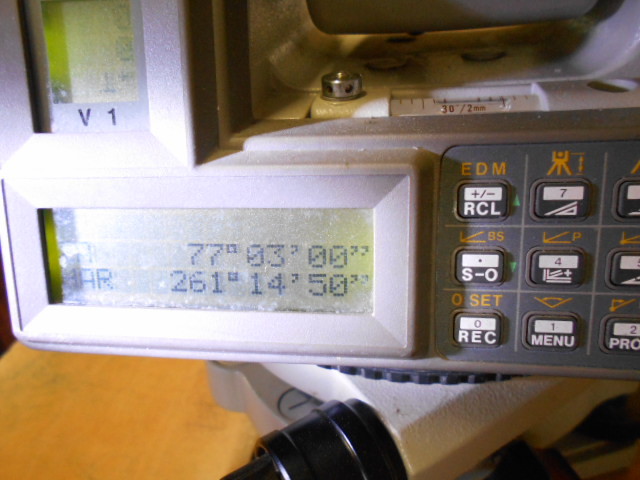 V 1
30"/2mm
77°03'00"
HAR 261°14'50"
EDM
+/-
RCL
7
BS
P
.
S-O
4
0 SET
0
REC
1
MENU
2
PRO